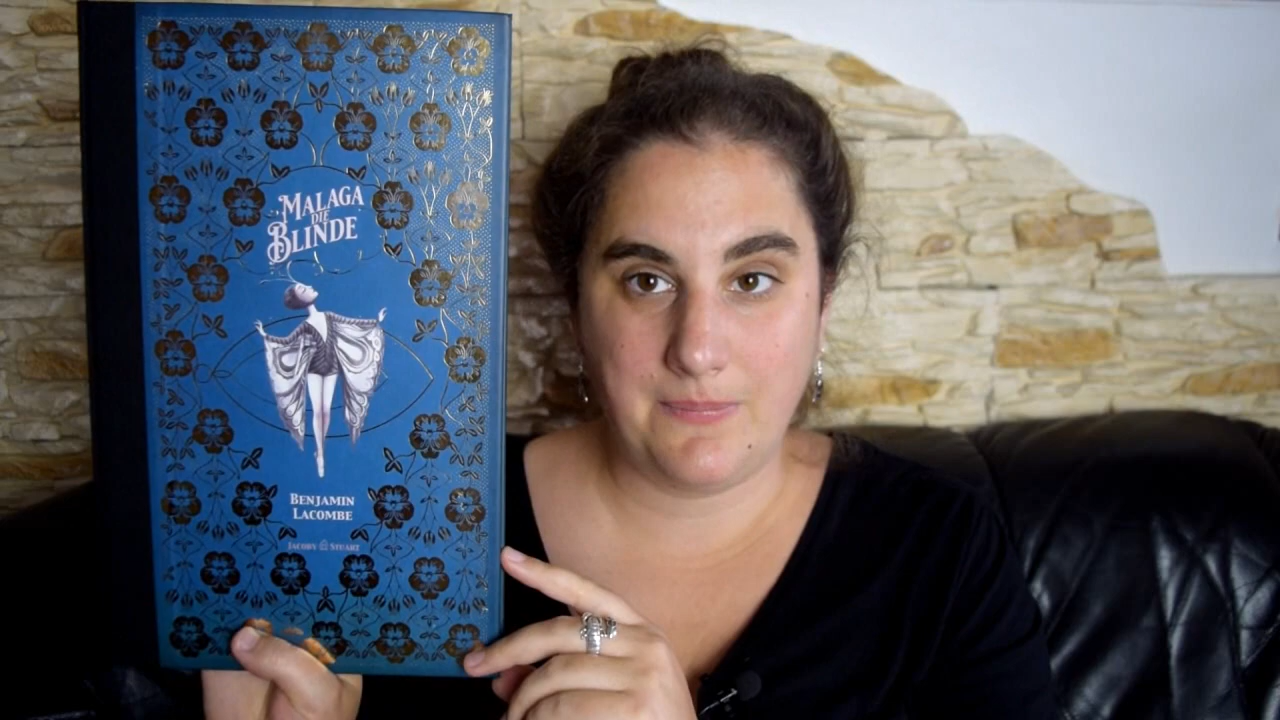 MALAGA
DIE
BLINDE
BENJAMIN
LACOMBE
JACOBY STUART